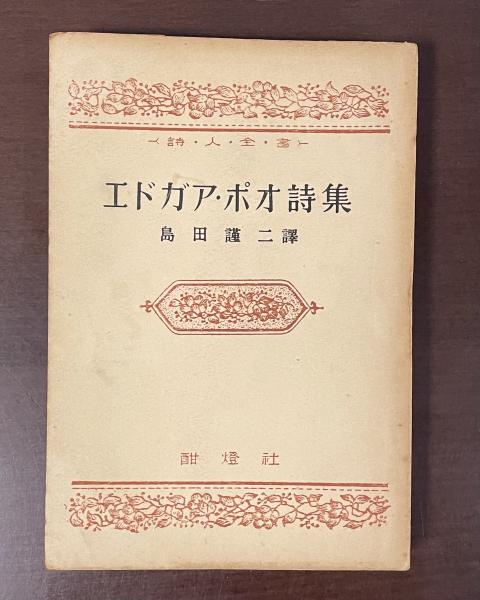 詩・人・全・書
エドガア・ポオ詩集
島田謹二譯
酣燈社